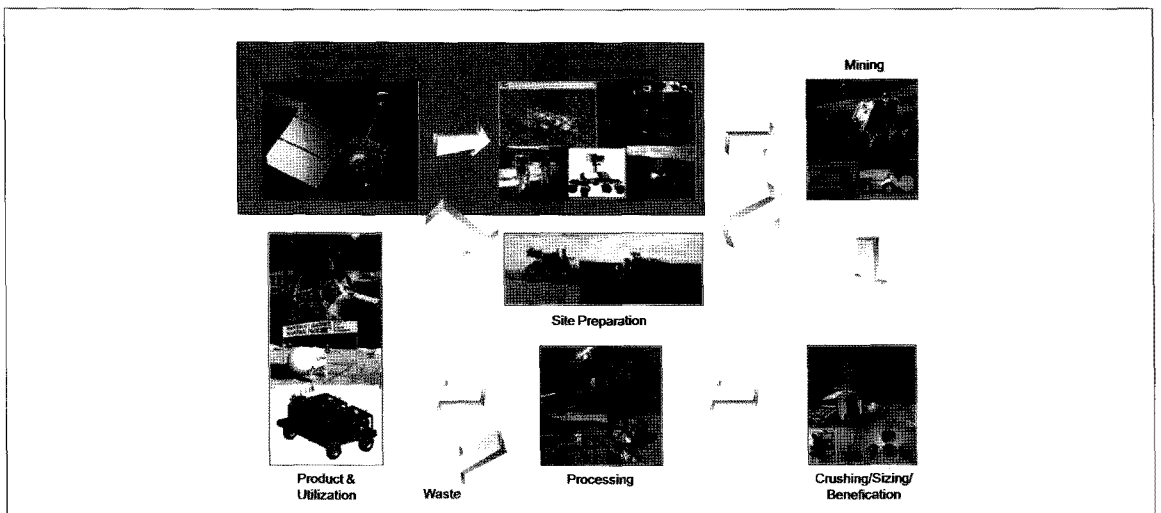 Mining
Site Preparation
Product &
Utilization
Waste
Processing
Crushing/Sizing/
Benefication